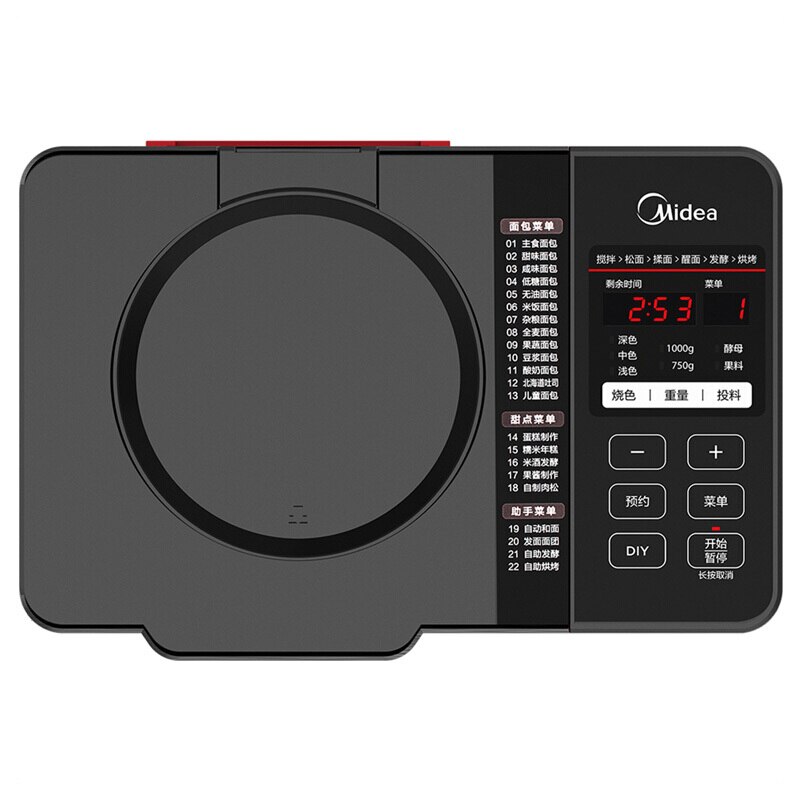 Midea
面包菜单
01 主食面包
02 甜味面包
03 咸味面包
04 低糖面包
05 无油面包
06 米饭面包
07 杂粮面包
08 全麦面包
09 果蔬面包
10 豆浆面包
11 酸奶面包
12 北海道吐司
13 儿童面包
甜点菜单
14 蛋糕制作
15 糯米年糕
16 米酒发酵
17 果酱制作
18 自制肉松
助手菜单
19 自动和面
20 发面面团
21 自助发酵
22 自助烘烤
搅拌>松面>揉面>醒面>发酵>烘烤
剩余时间 菜单
2:53 1
深色
中色
浅色
1000g
750g
酵母
果料
烧色 | 重量 | 投料
− +
预约 菜单
DIY 开始
暂停
长按取消